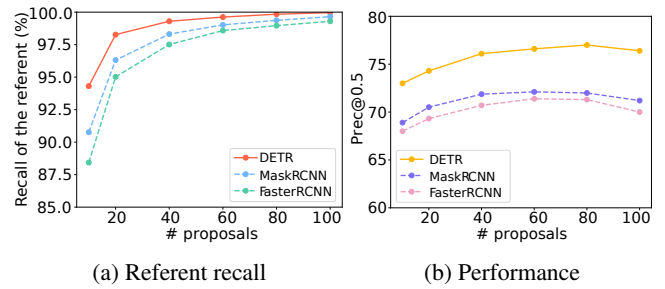 Recall of the referent (%)
100.0
97.5
95.0
92.5
90.0
87.5
85.0
20 40 60 80 100
# proposals
DETR
MaskRCNN
FasterRCNN
(a) Referent recall
Prec@0.5
80
75
70
65
60
20 40 60 80 100
# proposals
DETR
MaskRCNN
FasterRCNN
(b) Performance